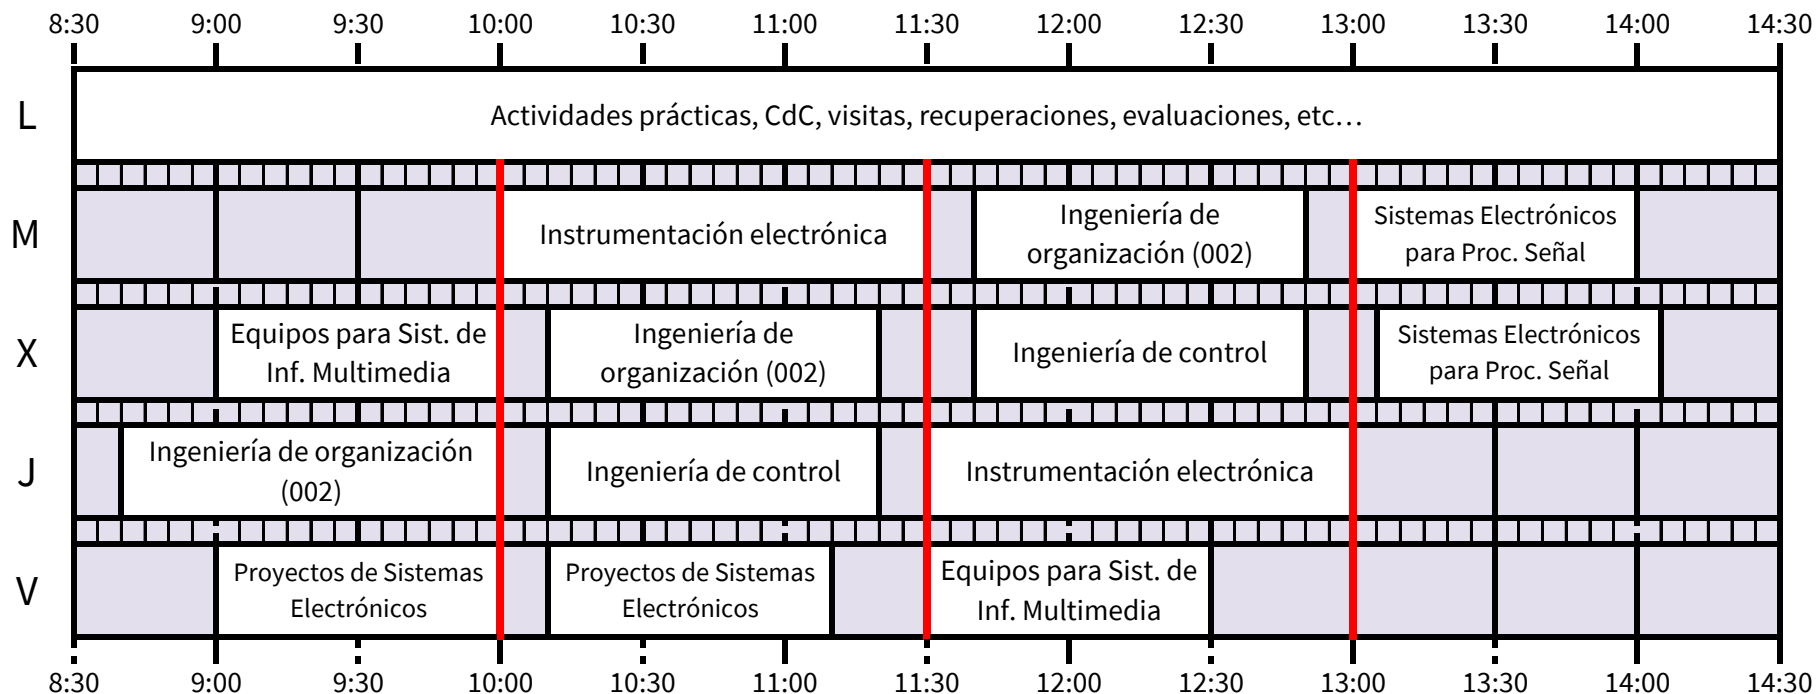 8:30 9:00 9:30 10:00 10:30 11:00 11:30 12:00 12:30 13:00 13:30 14:00 14:30
L
Actividades prácticas, CdC, visitas, recuperaciones, evaluaciones, etc…
M
Instrumentación electrónica
Ingeniería de
organización (002)
Sistemas Electrónicos
para Proc. Señal
X
Equipos para Sist. de
Inf. Multimedia
Ingeniería de
organización (002)
Ingeniería de control
Sistemas Electrónicos
para Proc. Señal
J
Ingeniería de organización
(002)
Ingeniería de control
Instrumentación electrónica
V
Proyectos de Sistemas
Electrónicos
Proyectos de Sistemas
Electrónicos
Equipos para Sist. de
Inf. Multimedia
8:30 9:00 9:30 10:00 10:30 11:00 11:30 12:00 12:30 13:00 13:30 14:00 14:30